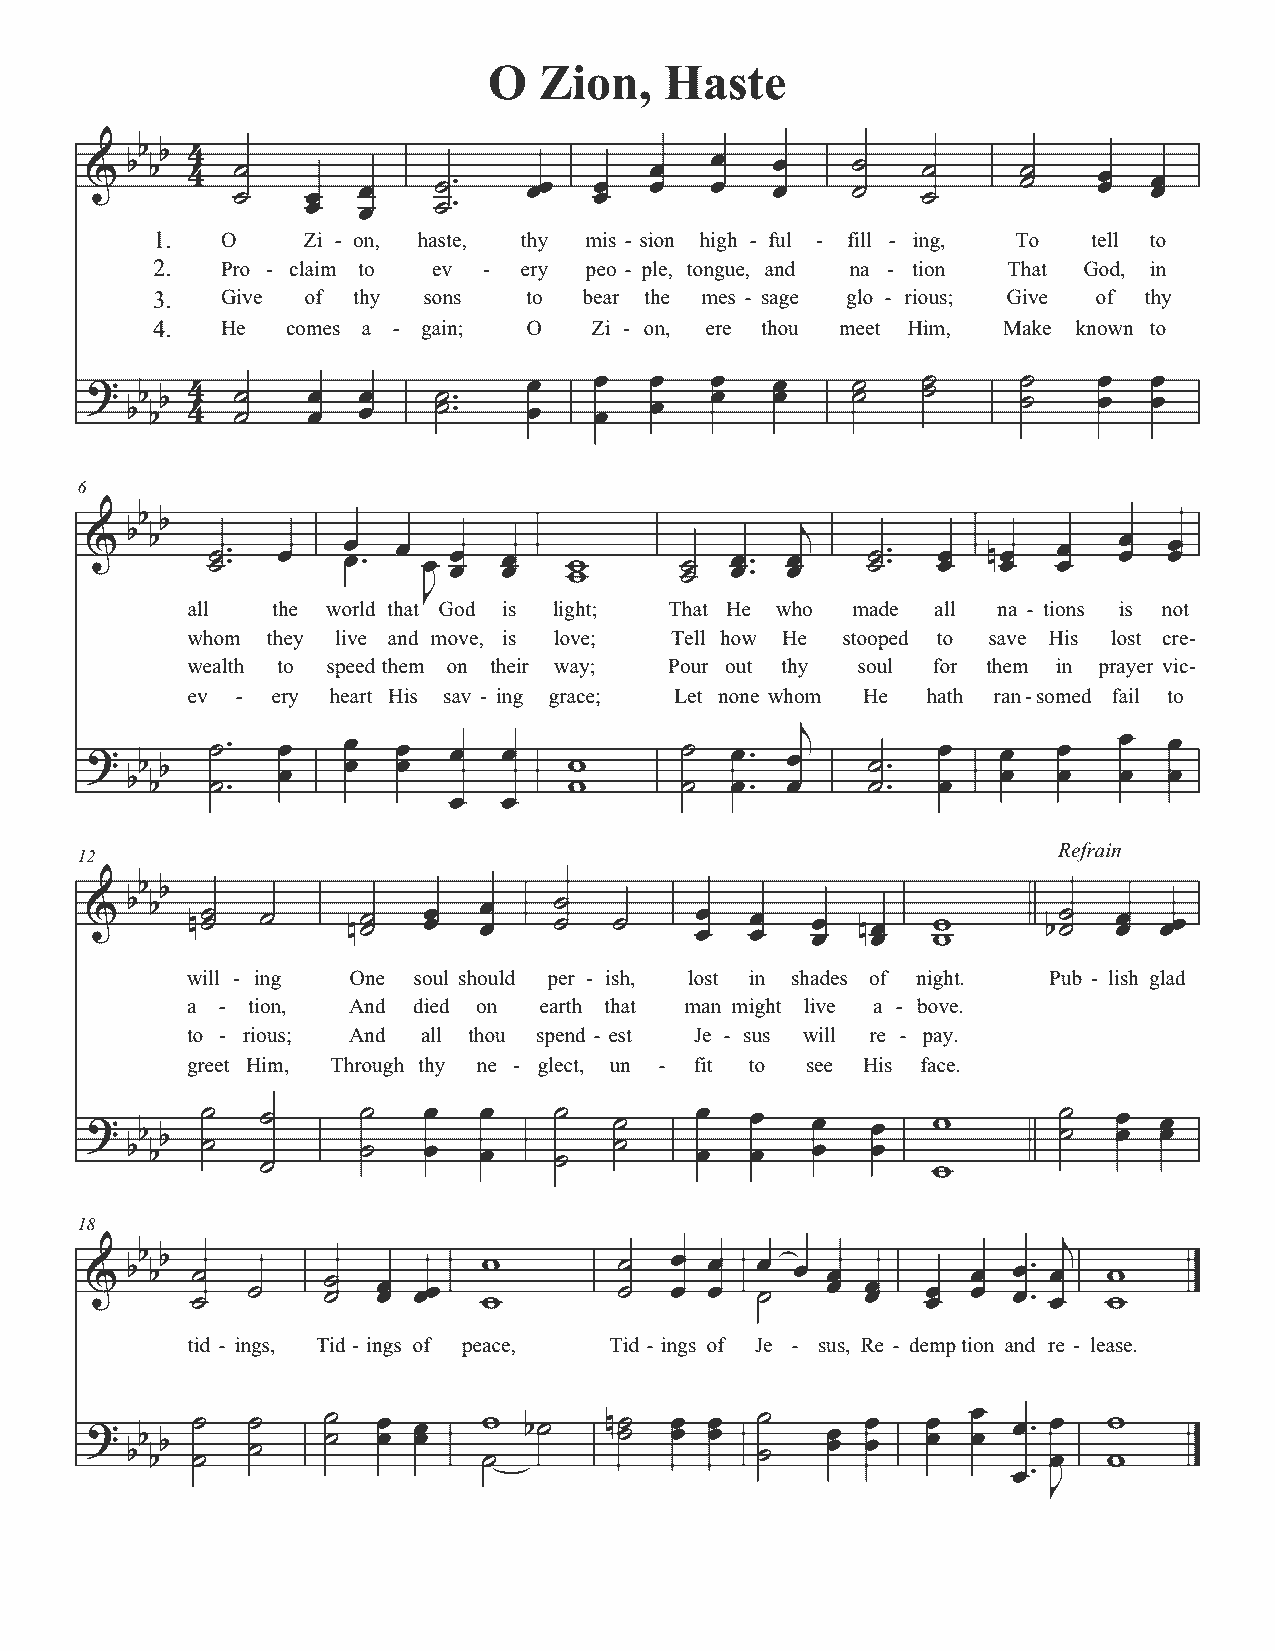 O Zion, Haste
1. O Zi - on, haste, thy mis - sion high - ful - fill - ing, To tell to
2. Pro - claim to ev - ery peo - ple, tongue, and na - tion That God, in
3. Give of thy sons to bear the mes - sage glo - rious; Give of thy
4. He comes a - gain; O Zi - on, ere thou meet Him, Make known to
6
all the world that God is light; That He who made all na - tions is not
whom they live and move, is love; Tell how He stooped to save His lost cre-
wealth to speed them on their way; Pour out thy soul for them in prayer vic-
ev - ery heart His sav - ing grace; Let none whom He hath ran - somed fail to
12 Refrain
will - ing One soul should per - ish, lost in shades of night. Pub - lish glad
a - tion, And died on earth that man might live a - bove.
to - rious; And all thou spend - est Je - sus will re - pay.
greet Him, Through thy ne - glect, un - fit to see His face.
18
tid - ings, Tid - ings of peace, Tid - ings of Je - sus, Re - demp tion and re - lease.